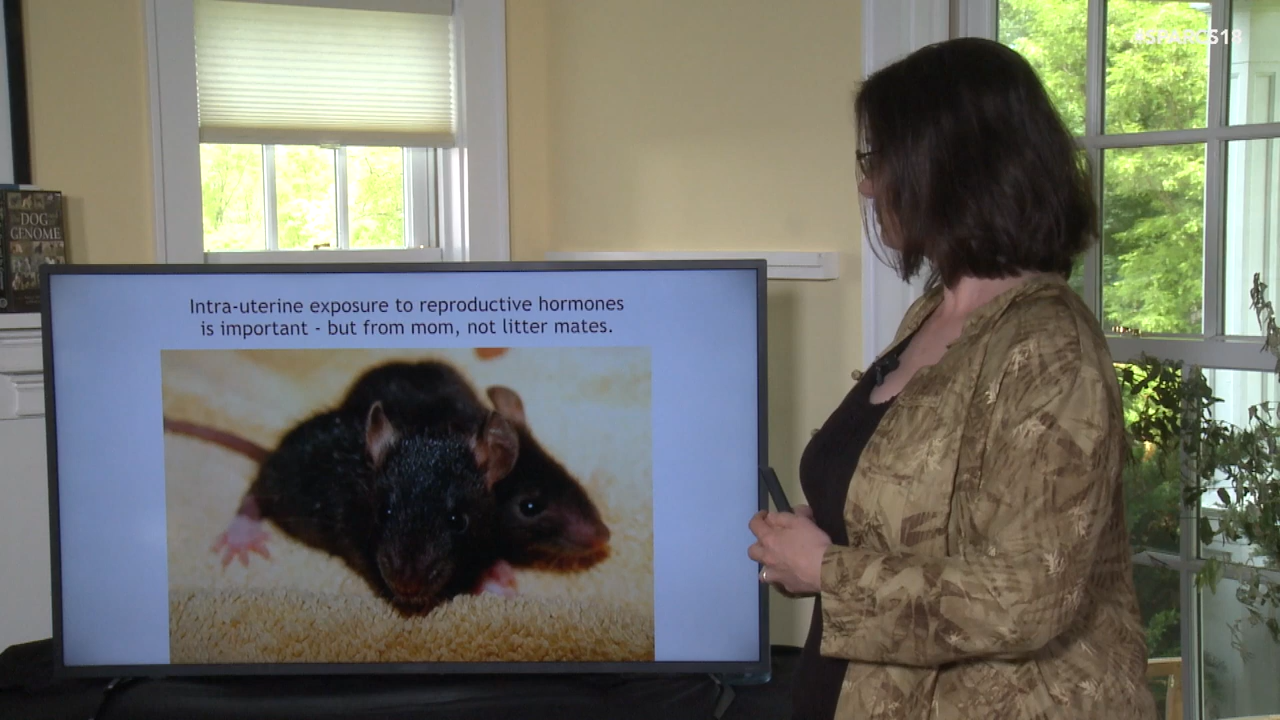 #SPARCS18
DOG
GENOME
Intra-uterine exposure to reproductive hormones
is important - but from mom, not litter mates.